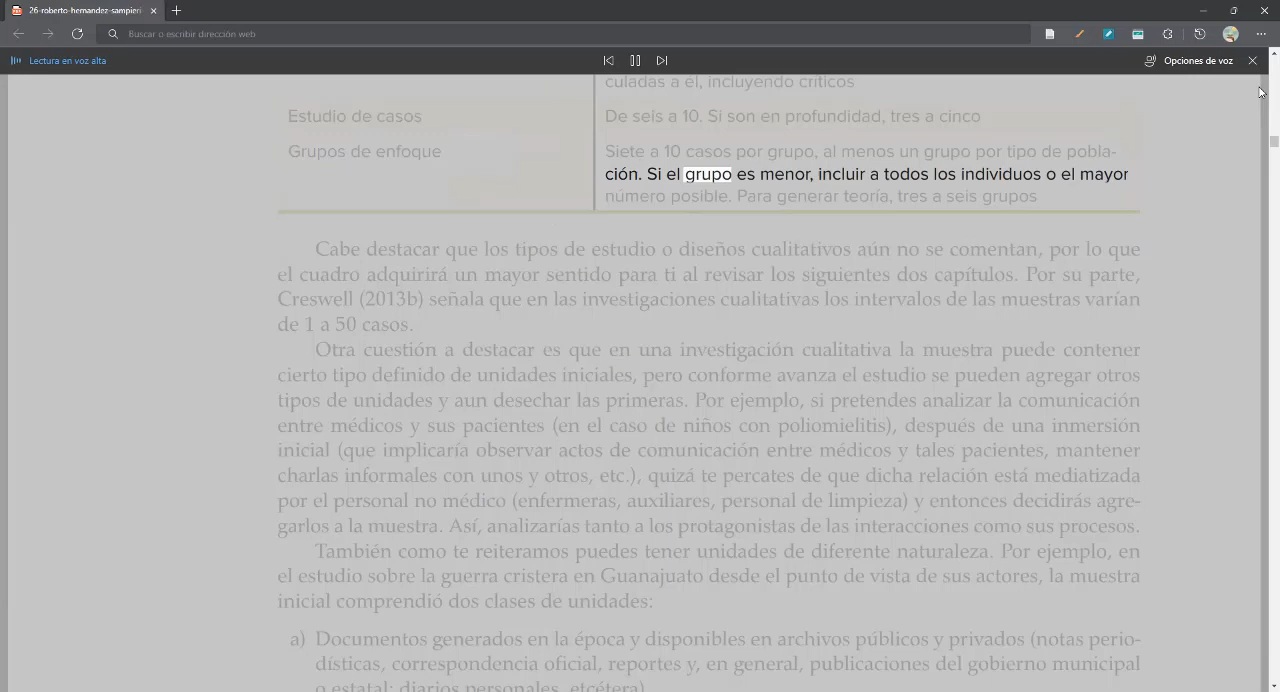 26-roberto-hernandez-sampieri
Buscar o escribir dirección web
Lectura en voz alta
Opciones de voz
culadas a él, incluyendo críticos
Estudio de casos
De seis a 10. Si son en profundidad, tres a cinco
Grupos de enfoque
Siete a 10 casos por grupo, al menos un grupo por tipo de pobla-
ción. Si el grupo es menor, incluir a todos los individuos o el mayor
número posible. Para generar teoría, tres a seis grupos
Cabe destacar que los tipos de estudio o diseños cualitativos aún no se comentan, por lo que
el cuadro adquirirá un mayor sentido para ti al revisar los siguientes dos capítulos. Por su parte,
Creswell (2013b) señala que en las investigaciones cualitativas los intervalos de las muestras varían
de 1 a 50 casos.
Otra cuestión a destacar es que en una investigación cualitativa la muestra puede contener
cierto tipo definido de unidades iniciales, pero conforme avanza el estudio se pueden agregar otros
tipos de unidades y aun desechar las primeras. Por ejemplo, si pretendes analizar la comunicación
entre médicos y sus pacientes (en el caso de niños con poliomielitis), después de una inmersión
inicial (que implicaría observar actos de comunicación entre médicos y tales pacientes, mantener
charlas informales con unos y otros, etc.), quizá te percates de que dicha relación está mediatizada
por el personal no médico (enfermeras, auxiliares, personal de limpieza) y entonces decidirás agre-
garlos a la muestra. Así, analizarías tanto a los protagonistas de las interacciones como sus procesos.
También como te reiteramos puedes tener unidades de diferente naturaleza. Por ejemplo, en
el estudio sobre la guerra cristera en Guanajuato desde el punto de vista de sus actores, la muestra
inicial comprendió dos clases de unidades:
a) Documentos generados en la época y disponibles en archivos públicos y privados (notas perio-
dísticas, correspondencia oficial, reportes y, en general, publicaciones del gobierno municipal
o estatal; diarios personales, etcétera)